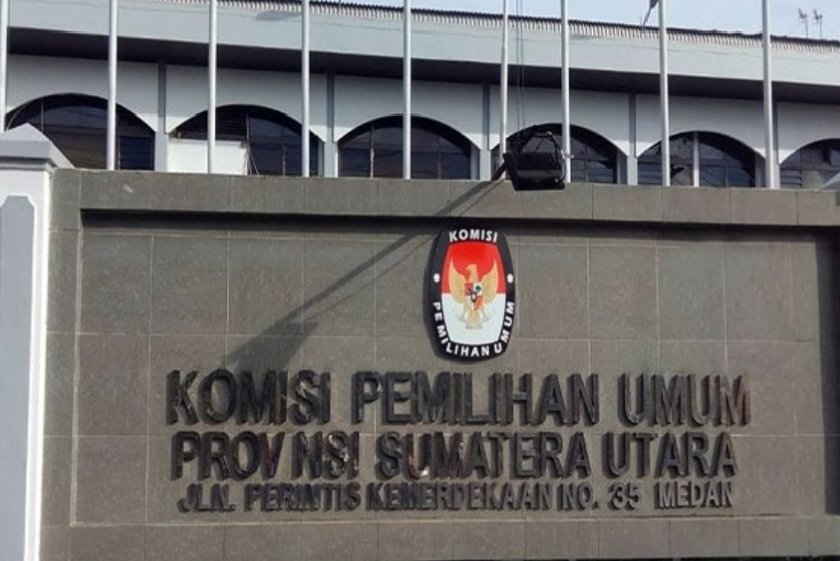 KOMISI
PEMILIHAN UMUM
KOMISI PEMILIHAN UMUM
PROV NSI SUMATERA UTARA
JLN. PERINTIS KEMERDEKAAN NO. 35 MEDAN